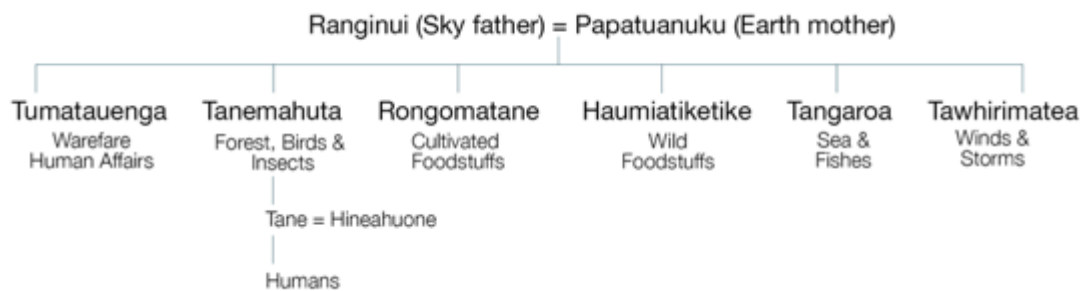 Ranginui (Sky father) = Papatuanuku (Earth mother)
Tumatauenga
Warefare
Human Affairs
Tanemahuta
Forest, Birds &
Insects
Rongomatane
Cultivated
Foodstuffs
Haumiatiketike
Wild
Foodstuffs
Tangaroa
Sea &
Fishes
Tawhirimatea
Winds &
Storms
Tane = Hineahuone
Humans